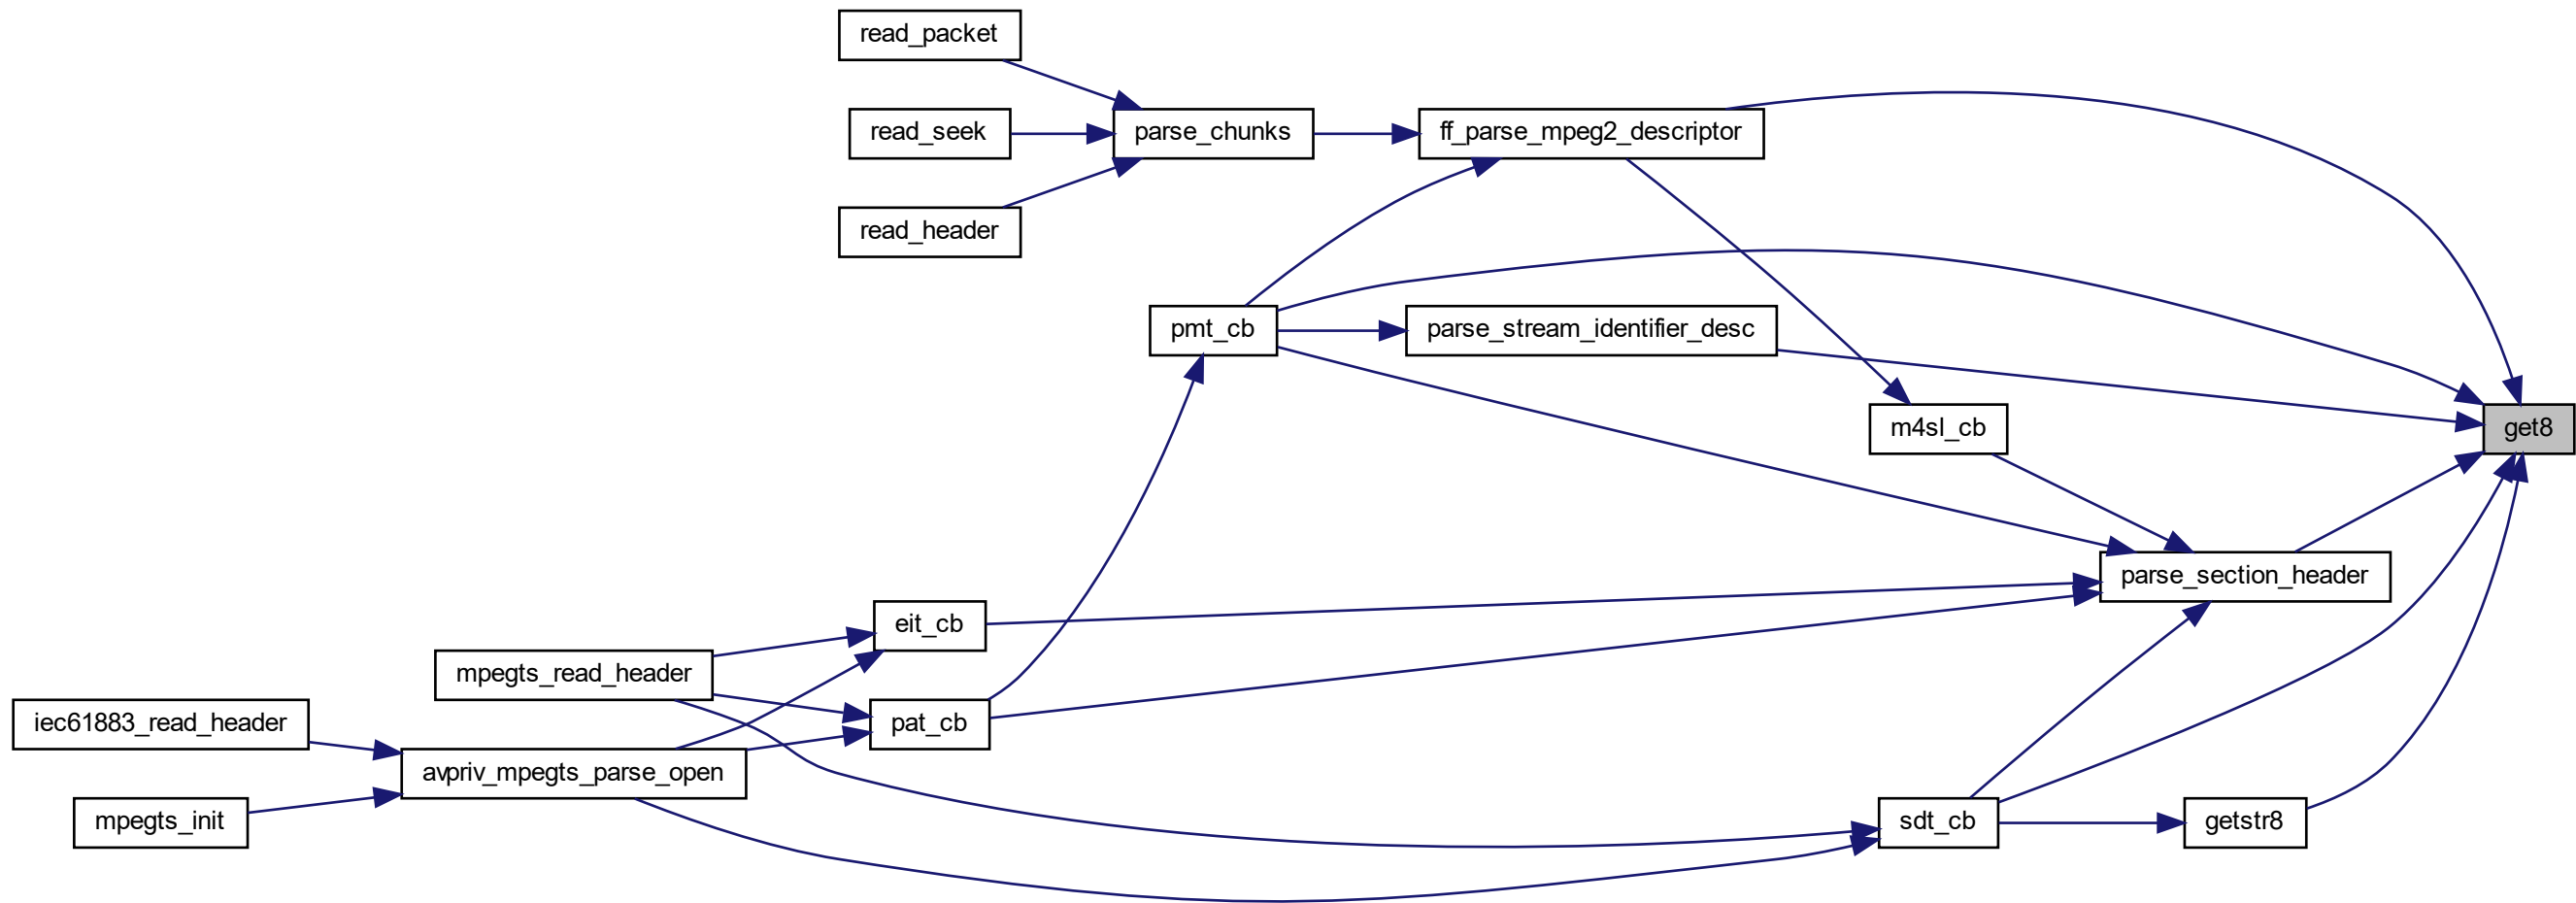 read_packet
read_seek
parse_chunks
ff_parse_mpeg2_descriptor
read_header
pmt_cb
parse_stream_identifier_desc
m4sl_cb
get8
parse_section_header
eit_cb
mpegts_read_header
iec61883_read_header
pat_cb
avpriv_mpegts_parse_open
mpegts_init
sdt_cb
getstr8